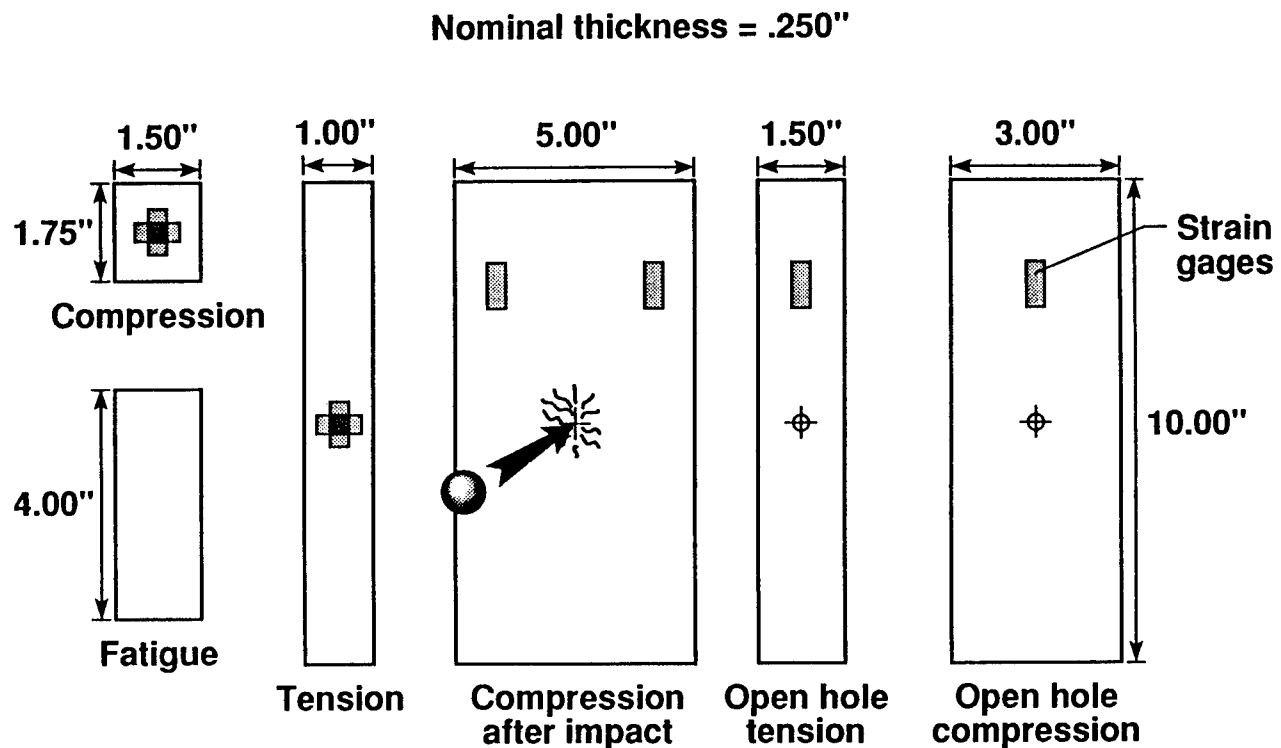 Nominal thickness = .250"
1.50"
1.00"
5.00"
1.50"
3.00"
1.75"
Strain
gages
Compression
10.00"
4.00"
Fatigue
Tension
Compression
after impact
Open hole
tension
Open hole
compression